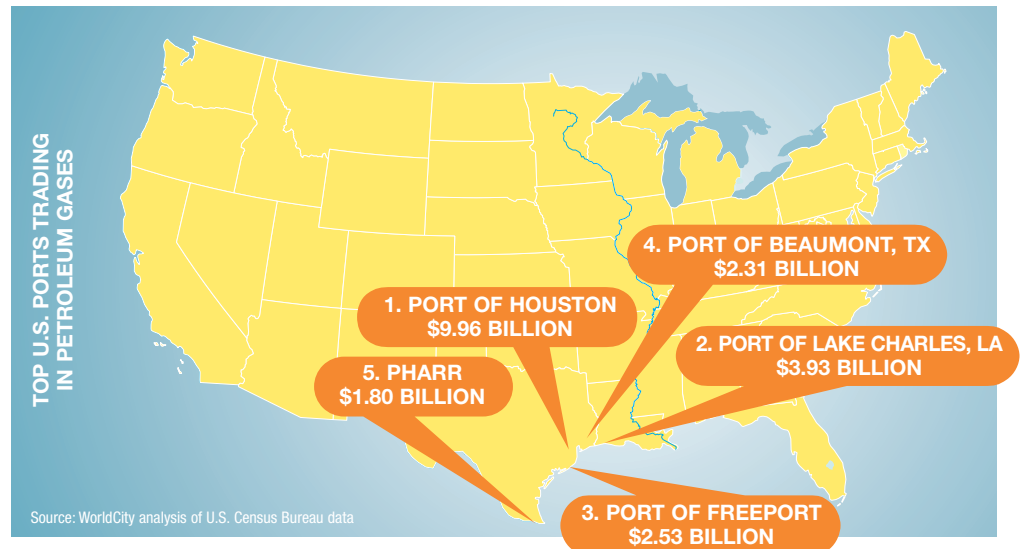 TOP U.S. PORTS TRADING
IN PETROLEUM GASES
4. PORT OF BEAUMONT, TX
$2.31 BILLION
1. PORT OF HOUSTON
$9.96 BILLION
2. PORT OF LAKE CHARLES, LA
$3.93 BILLION
5. PHARR
$1.80 BILLION
3. PORT OF FREEPORT
$2.53 BILLION
Source: WorldCity analysis of U.S. Census Bureau data